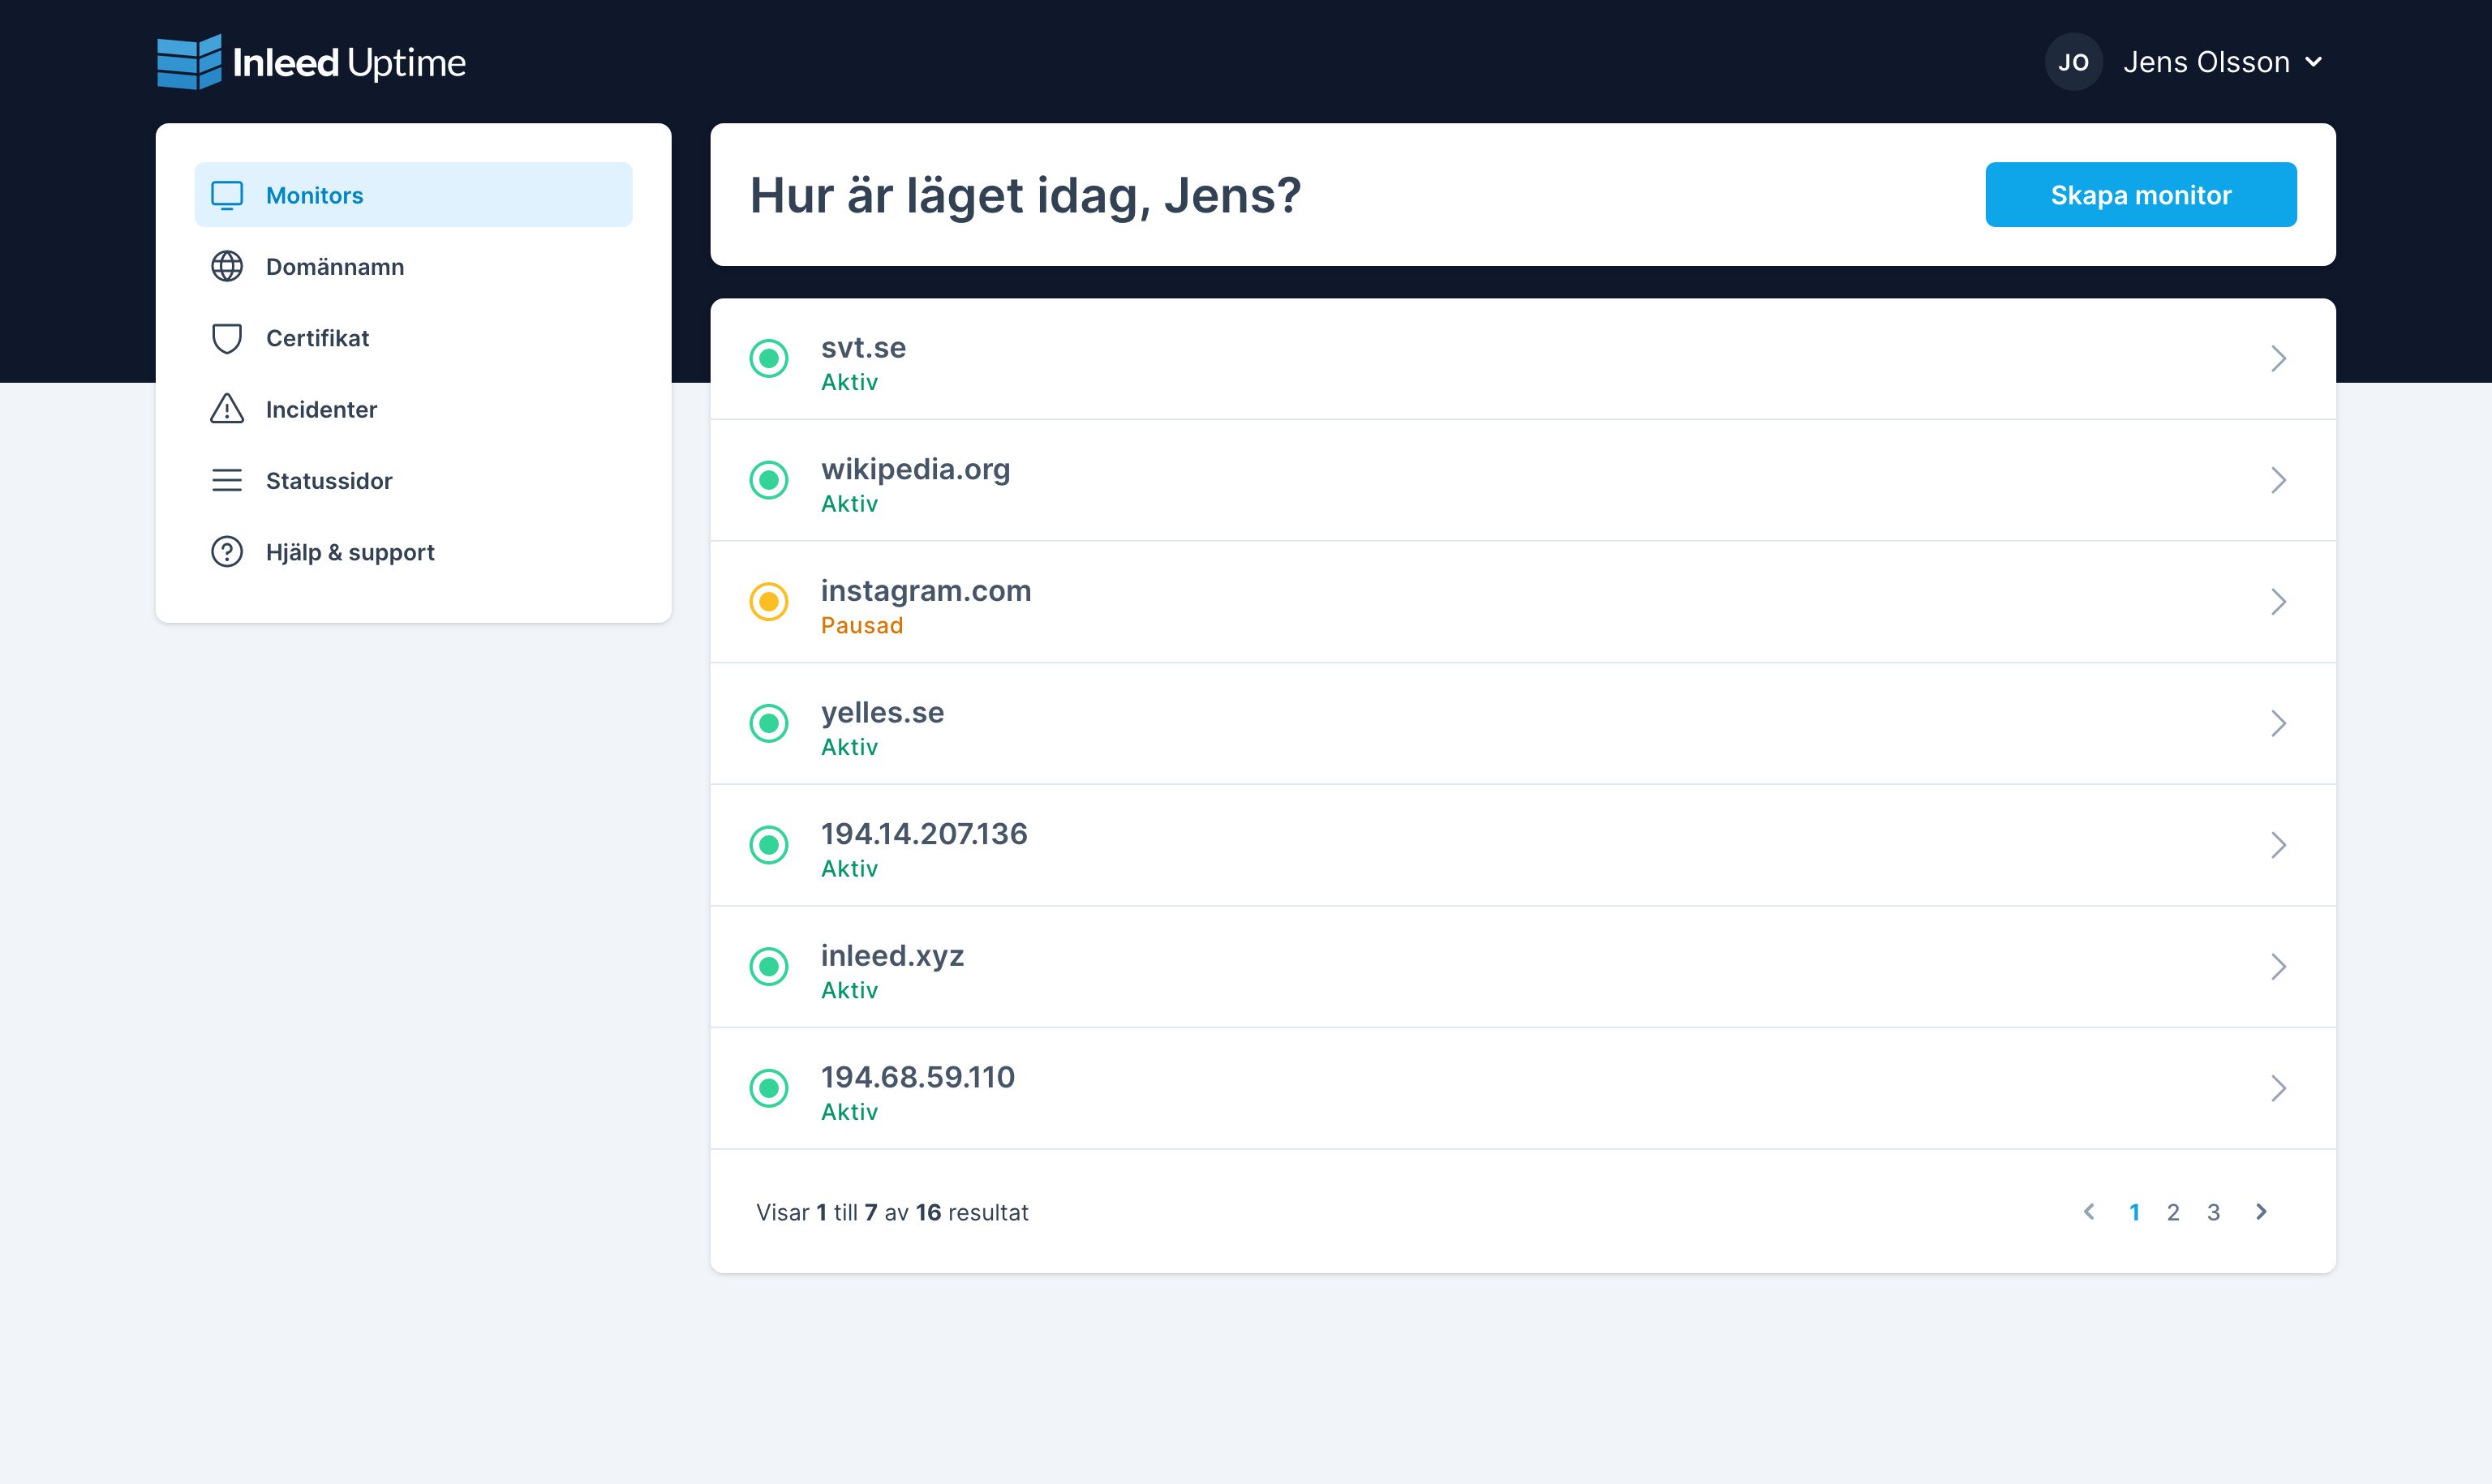 Inleed Uptime
JO
Jens Olsson
Monitors
Domännamn
Certifikat
Incidenter
Statussidor
Hjälp & support
Hur är läget idag, Jens?
Skapa monitor
svt.se
Aktiv
wikipedia.org
Aktiv
instagram.com
Pausad
yelles.se
Aktiv
194.14.207.136
Aktiv
inleed.xyz
Aktiv
194.68.59.110
Aktiv
Visar 1 till 7 av 16 resultat
1 2 3